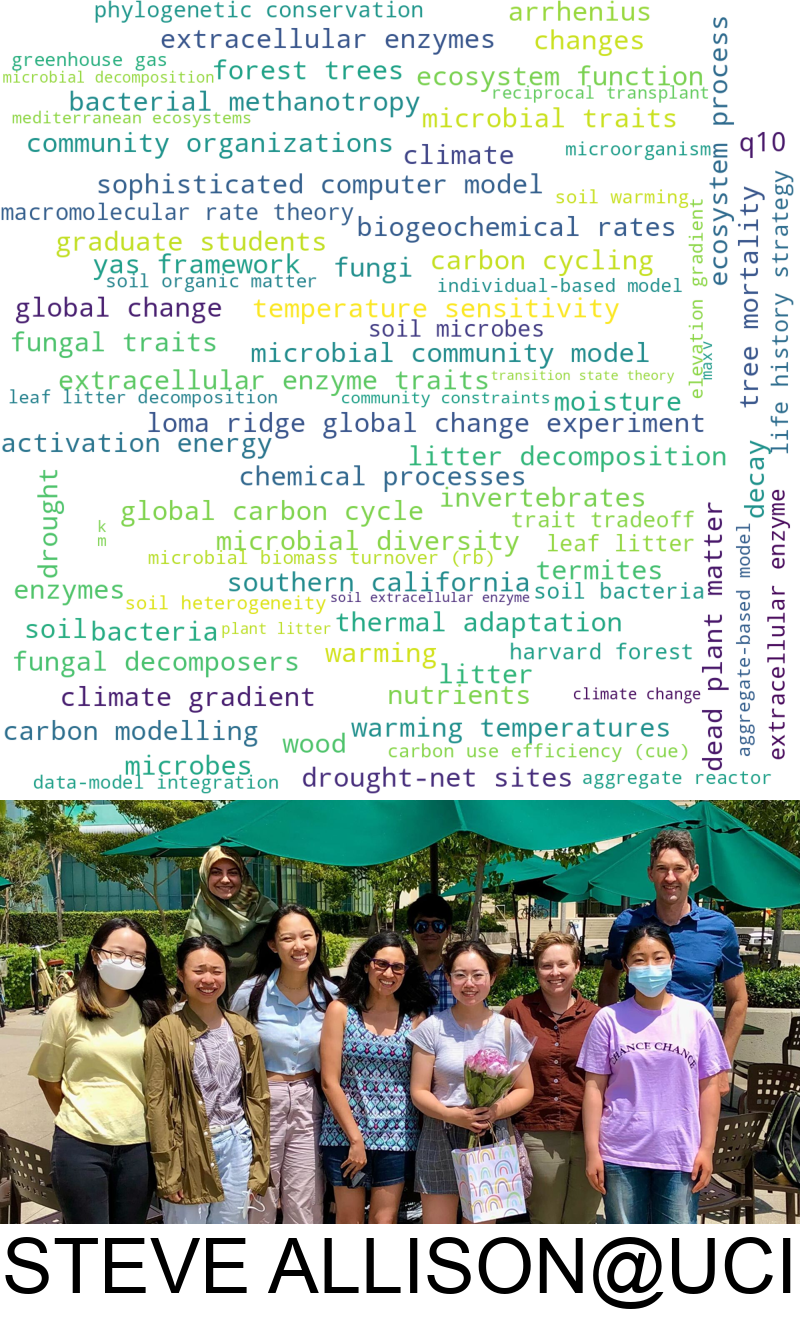 phylogenetic conservation
arrhenius
extracellular enzymes
changes
greenhouse gas
forest trees
microbial decomposition
ecosystem function
reciprocal transplant
bacterial methanotropy
mediterranean ecosystems
microbial traits
community organizations
climate
microorganism
q10
ecosystem process
sophisticated computer model
soil warming
macromolecular rate theory
biogeochemical rates
graduate students
yas framework
fungi
carbon cycling
soil organic matter
individual-based model
elevation gradient
tree mortality
life history strategy
global change
temperature sensitivity
soil microbes
fungal traits
microbial community model
maxv
extracellular enzyme traits
transition state theory
leaf litter decomposition
community constraints
moisture
loma ridge global change experiment
activation energy
litter decomposition
decay
chemical processes
drought
invertebrates
global carbon cycle
trait tradeoff
k
m
microbial diversity
leaf litter
microbial biomass turnover (rb)
termites
enzymes
southern california
soil bacteria
soil heterogeneity
soil extracellular enzyme
dead plant matter
aggregate-based model
extracellular enzyme
soil
bacteria
plant litter
thermal adaptation
fungal decomposers
warming
harvard forest
litter
climate gradient
nutrients
climate change
carbon modelling
warming temperatures
wood
carbon use efficiency (cue)
microbes
data-model integration
drought-net sites
aggregate reactor
CHANCE CHANCE
STEVE ALLISON@UCI